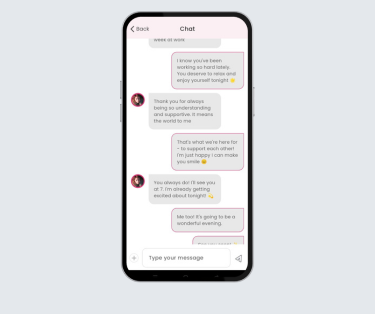 Back
Chat
week at work
I know you've been
working so hard lately.
You deserve to relax and
enjoy yourself tonight 🌟
Thank you for always
being so understanding
and supportive. It means
the world to me
That's what we're here for
- to support each other!
I'm just happy I can make
you smile 😊
You always do! I'll see you
at 7. I'm already getting
excited about tonight! 💫
Me too! It's going to be a
wonderful evening.
Type your message